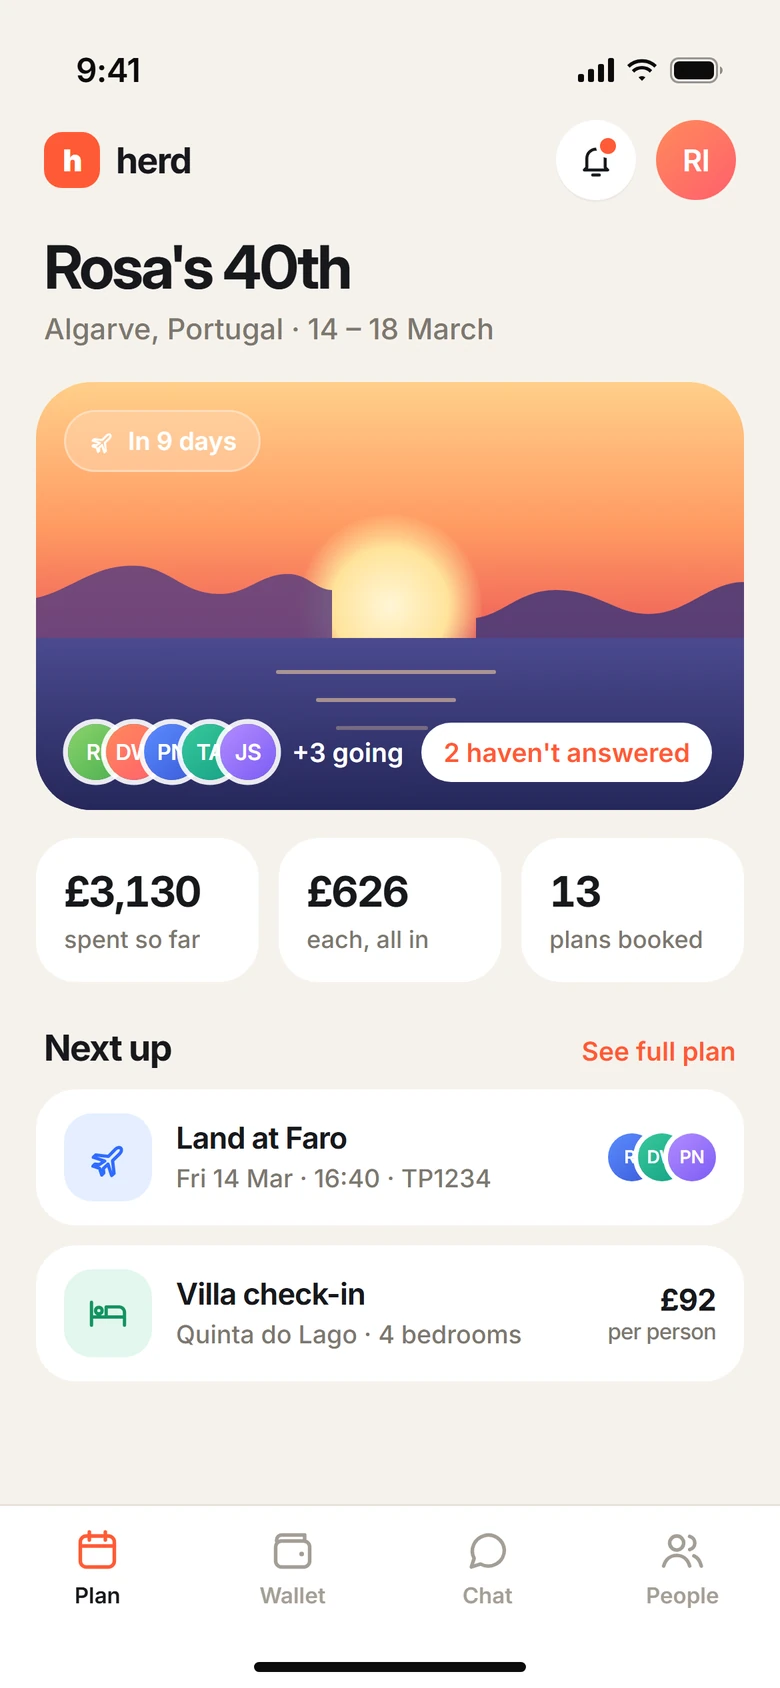 9:41
h herd
RI
Rosa's 40th
Algarve, Portugal · 14 – 18 March
In 9 days
DW PN TA JS +3 going
2 haven't answered
£3,130
spent so far
£626
each, all in
13
plans booked
Next up
See full plan
Land at Faro
Fri 14 Mar · 16:40 · TP1234
PN
Villa check-in
Quinta do Lago · 4 bedrooms
£92
per person
Plan
Wallet
Chat
People